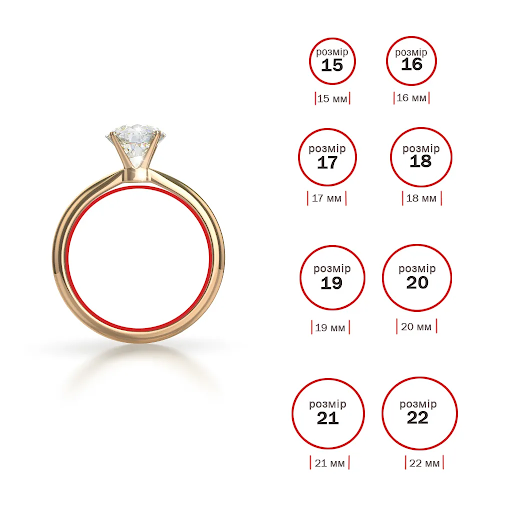 розмір
15
15 мм
розмір
16
16 мм
розмір
17
17 мм
розмір
18
18 мм
розмір
19
19 мм
розмір
20
20 мм
розмір
21
21 мм
розмір
22
22 мм